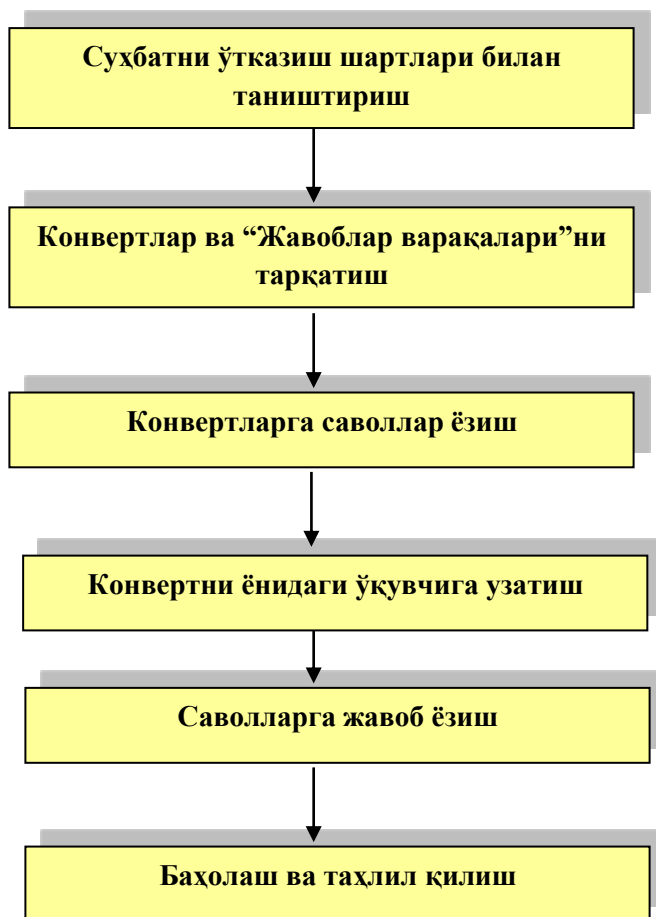 Суҳбатни ўтказиш шартлари билан
таништириш
Конвертлар ва “Жавоблар варақалари”ни
тарқатиш
Конвертларга саволлар ёзиш
Конвертни ёнидаги ўқувчига узатиш
Саволларга жавоб ёзиш
Баҳолаш ва таҳлил қилиш